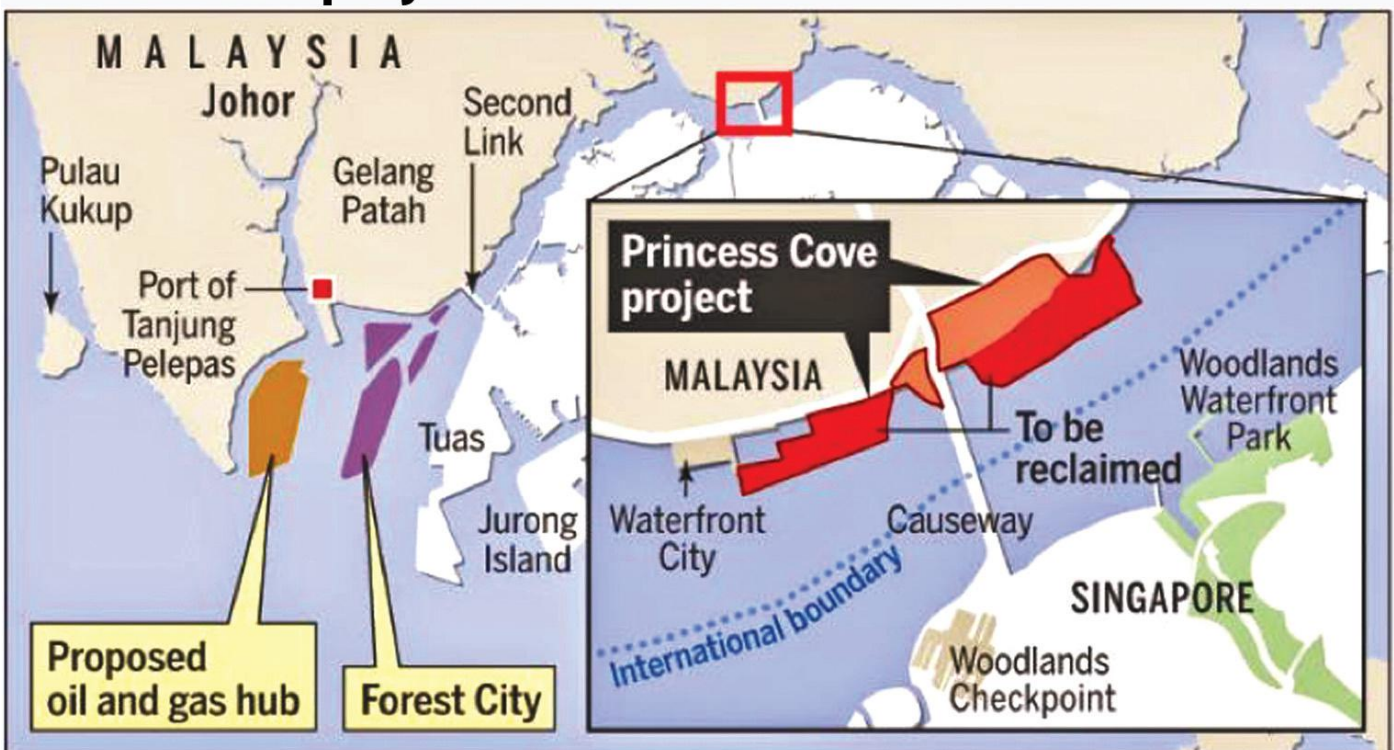 MALAYSIA
Johor
Second
Link
Pulau
Kukup
Gelang
Patah
Port of
Tanjung
Pelepas
Tuas
Jurong
Island
Proposed
oil and gas hub
Forest City
Princess Cove
project
MALAYSIA
Woodlands
Waterfront
Park
To be
reclaimed
Waterfront
City
Causeway
International boundary
SINGAPORE
Woodlands
Checkpoint